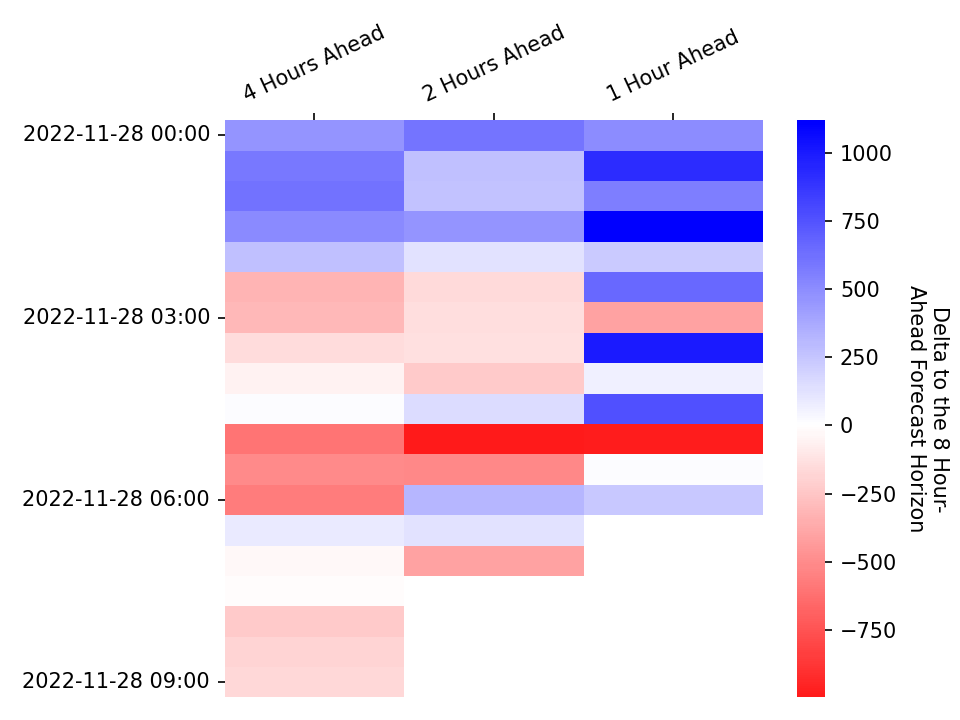 4 Hours Ahead
2 Hours Ahead
1 Hour Ahead
2022-11-28 00:00
2022-11-28 03:00
2022-11-28 06:00
2022-11-28 09:00
1000
750
500
250
0
−250
−500
−750
Delta to the 8 Hour-
Ahead Forecast Horizon